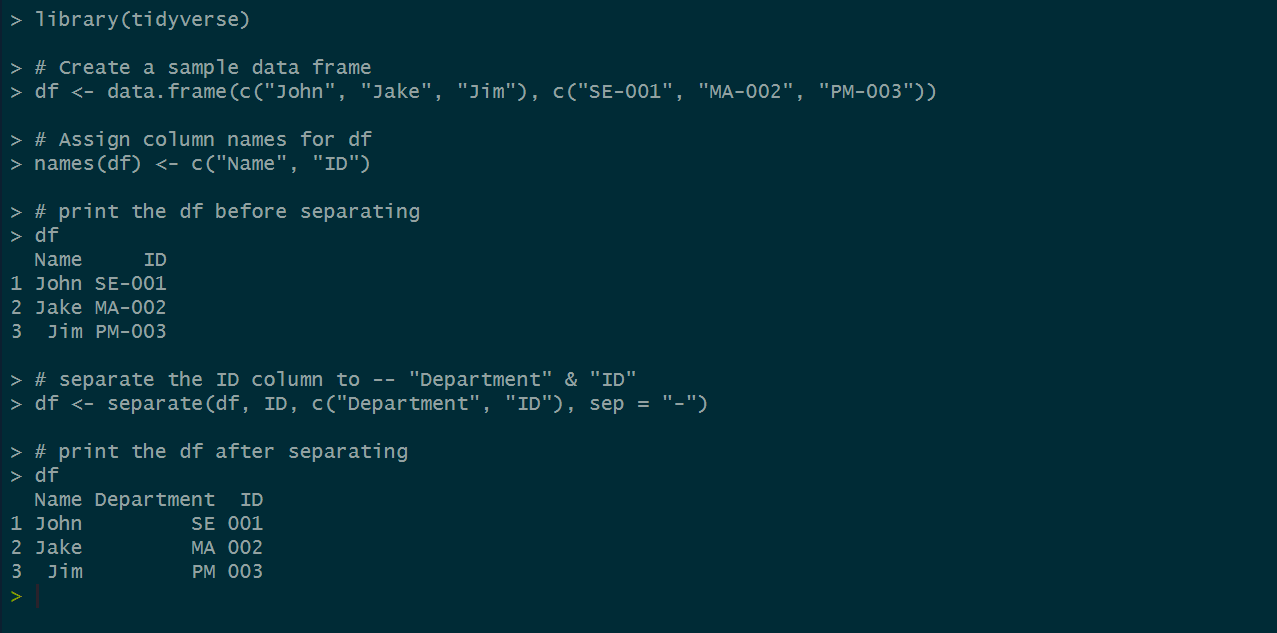 > library(tidyverse)
> # Create a sample data frame
> df <- data.frame(c("John", "Jake", "Jim"), c("SE-001", "MA-002", "PM-003"))
> # Assign column names for df
> names(df) <- c("Name", "ID")
> # print the df before separating
> df
  Name     ID
1 John SE-001
2 Jake MA-002
3  Jim PM-003
> # separate the ID column to -- "Department" & "ID"
> df <- separate(df, ID, c("Department", "ID"), sep = "-")
> # print the df after separating
> df
  Name Department  ID
1 John         SE 001
2 Jake         MA 002
3  Jim         PM 003
>